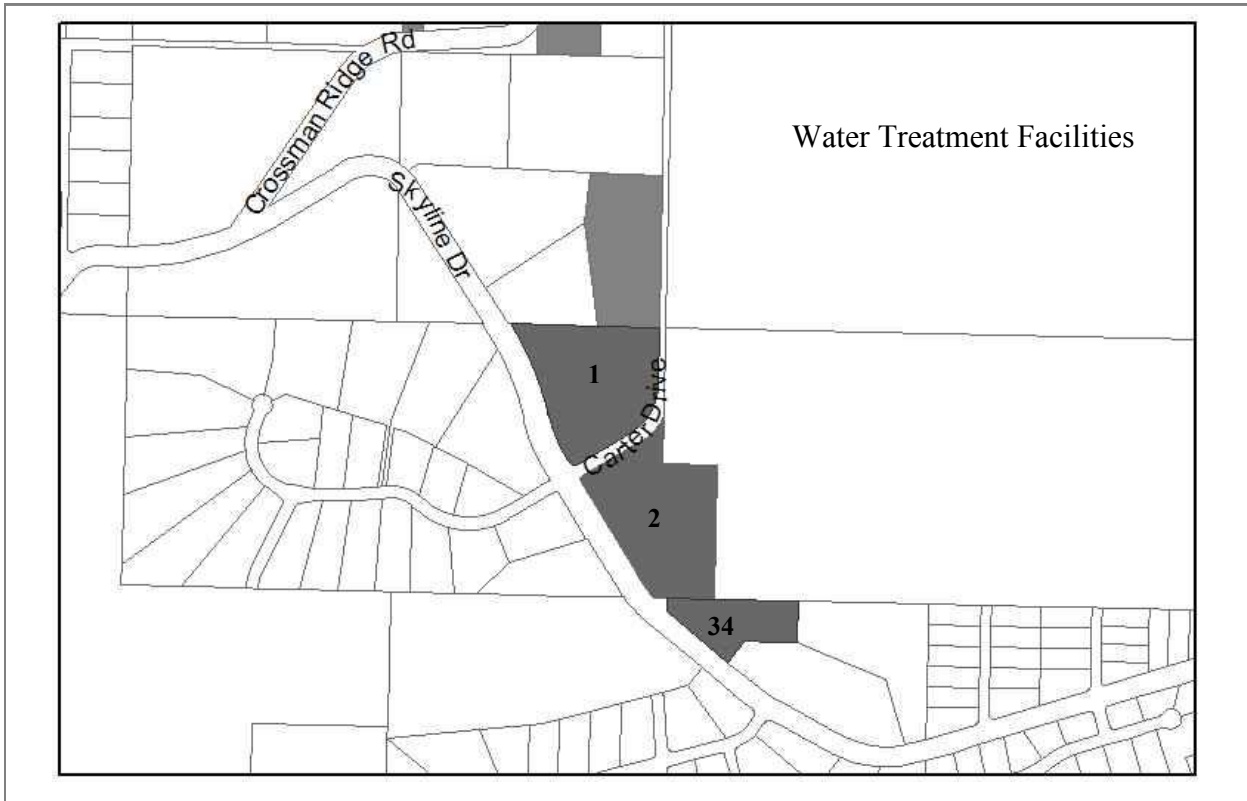 Crossman Ridge Rd
Water Treatment Facilities
Skyline Dr
1
Carter Drive
2
34